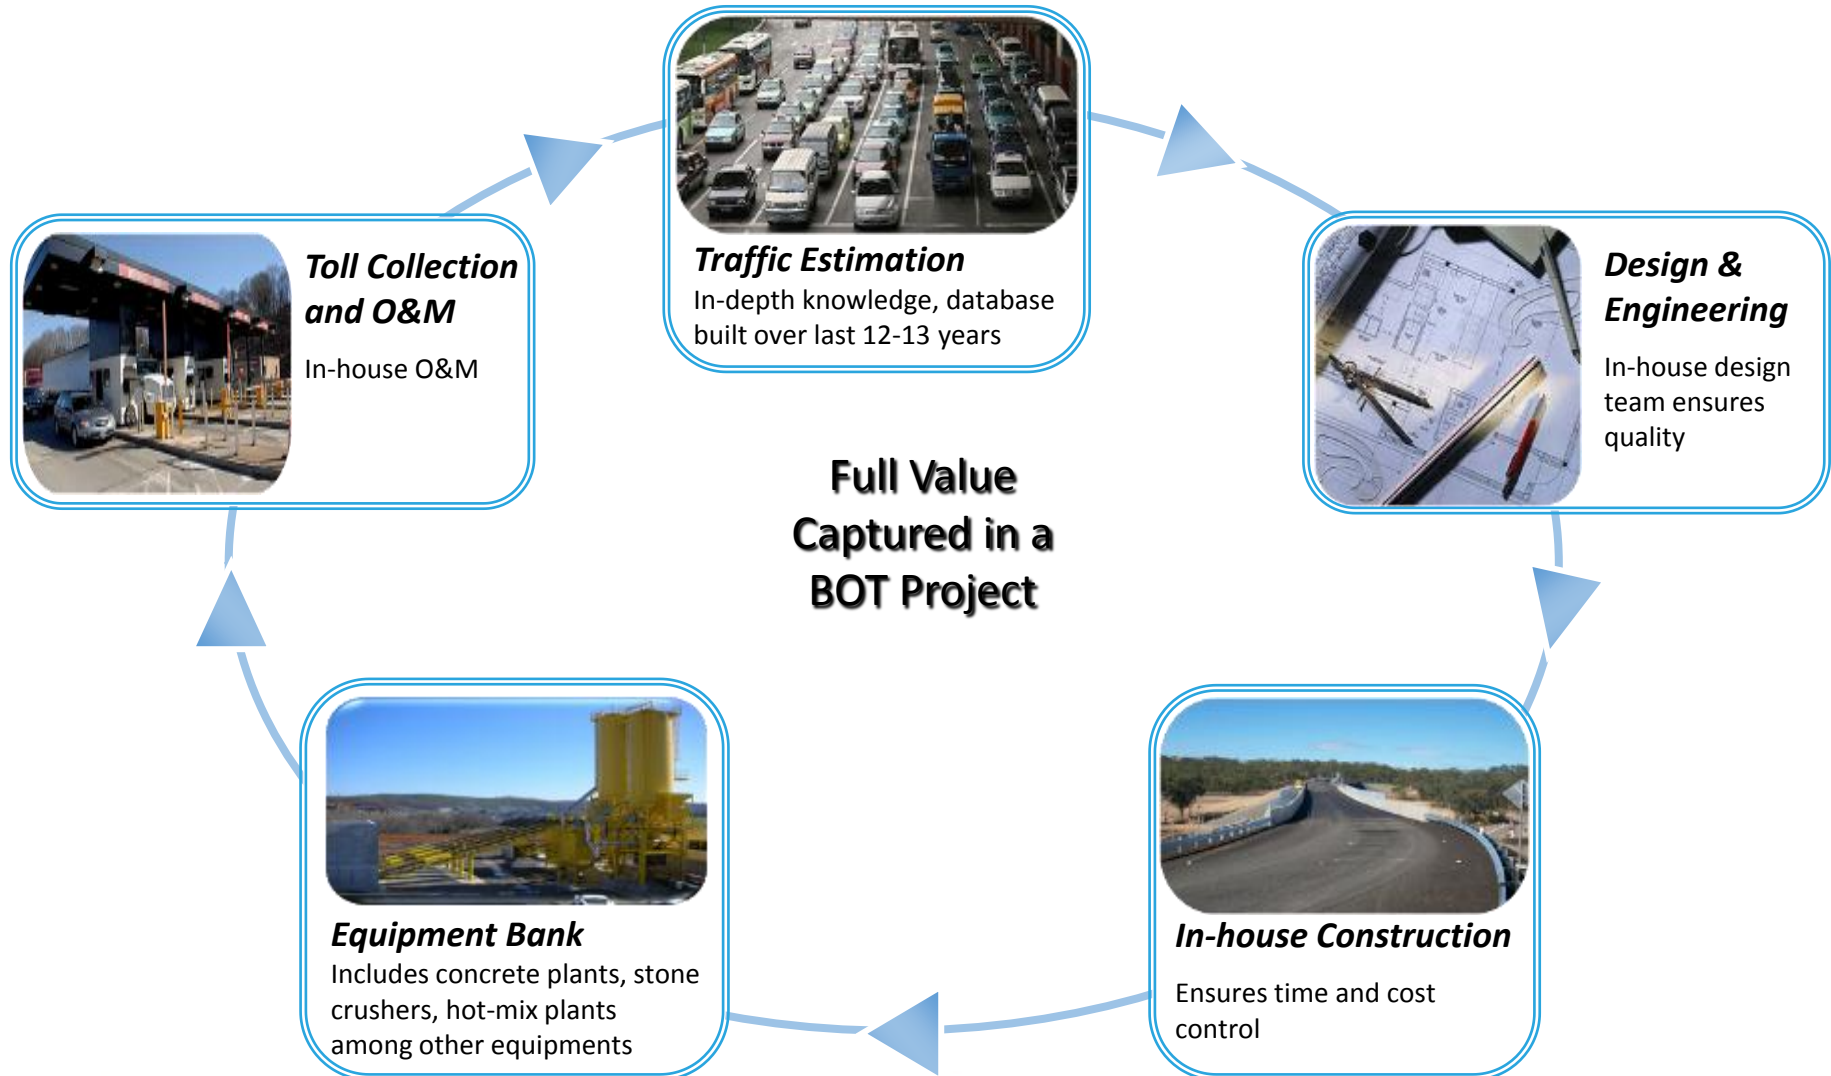 Traffic Estimation
In-depth knowledge, database
built over last 12-13 years
Design &
Engineering
In-house design
team ensures
quality
In-house Construction
Ensures time and cost
control
Equipment Bank
Includes concrete plants, stone
crushers, hot-mix plants
among other equipments
Toll Collection
and O&M
In-house O&M
Full Value
Captured in a
BOT Project